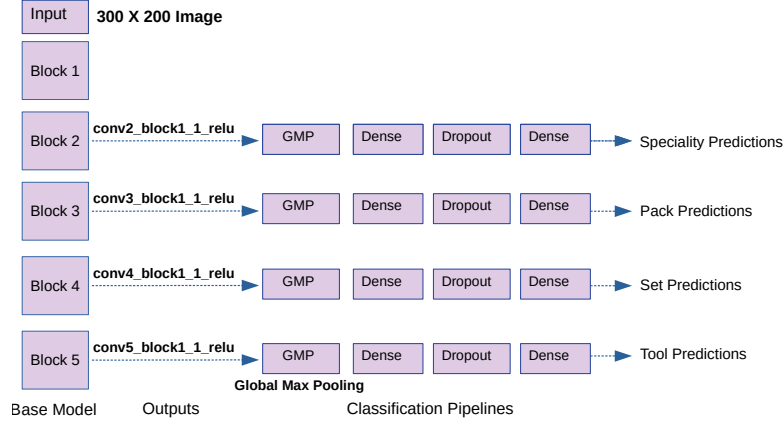 Input 300 X 200 Image
Block 1
Block 2 conv2_block1_1_relu GMP Dense Dropout Dense Speciality Predictions
Block 3 conv3_block1_1_relu GMP Dense Dropout Dense Pack Predictions
Block 4 conv4_block1_1_relu GMP Dense Dropout Dense Set Predictions
Block 5 conv5_block1_1_relu GMP Dense Dropout Dense Tool Predictions
Global Max Pooling
Base Model Outputs Classification Pipelines